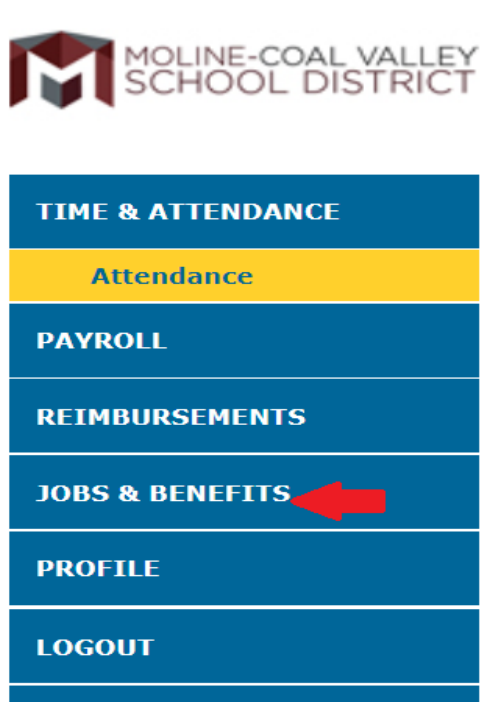 MOLINE-COAL VALLEY
SCHOOL DISTRICT
TIME & ATTENDANCE
Attendance
PAYROLL
REIMBURSEMENTS
JOBS & BENEFITS
PROFILE
LOGOUT